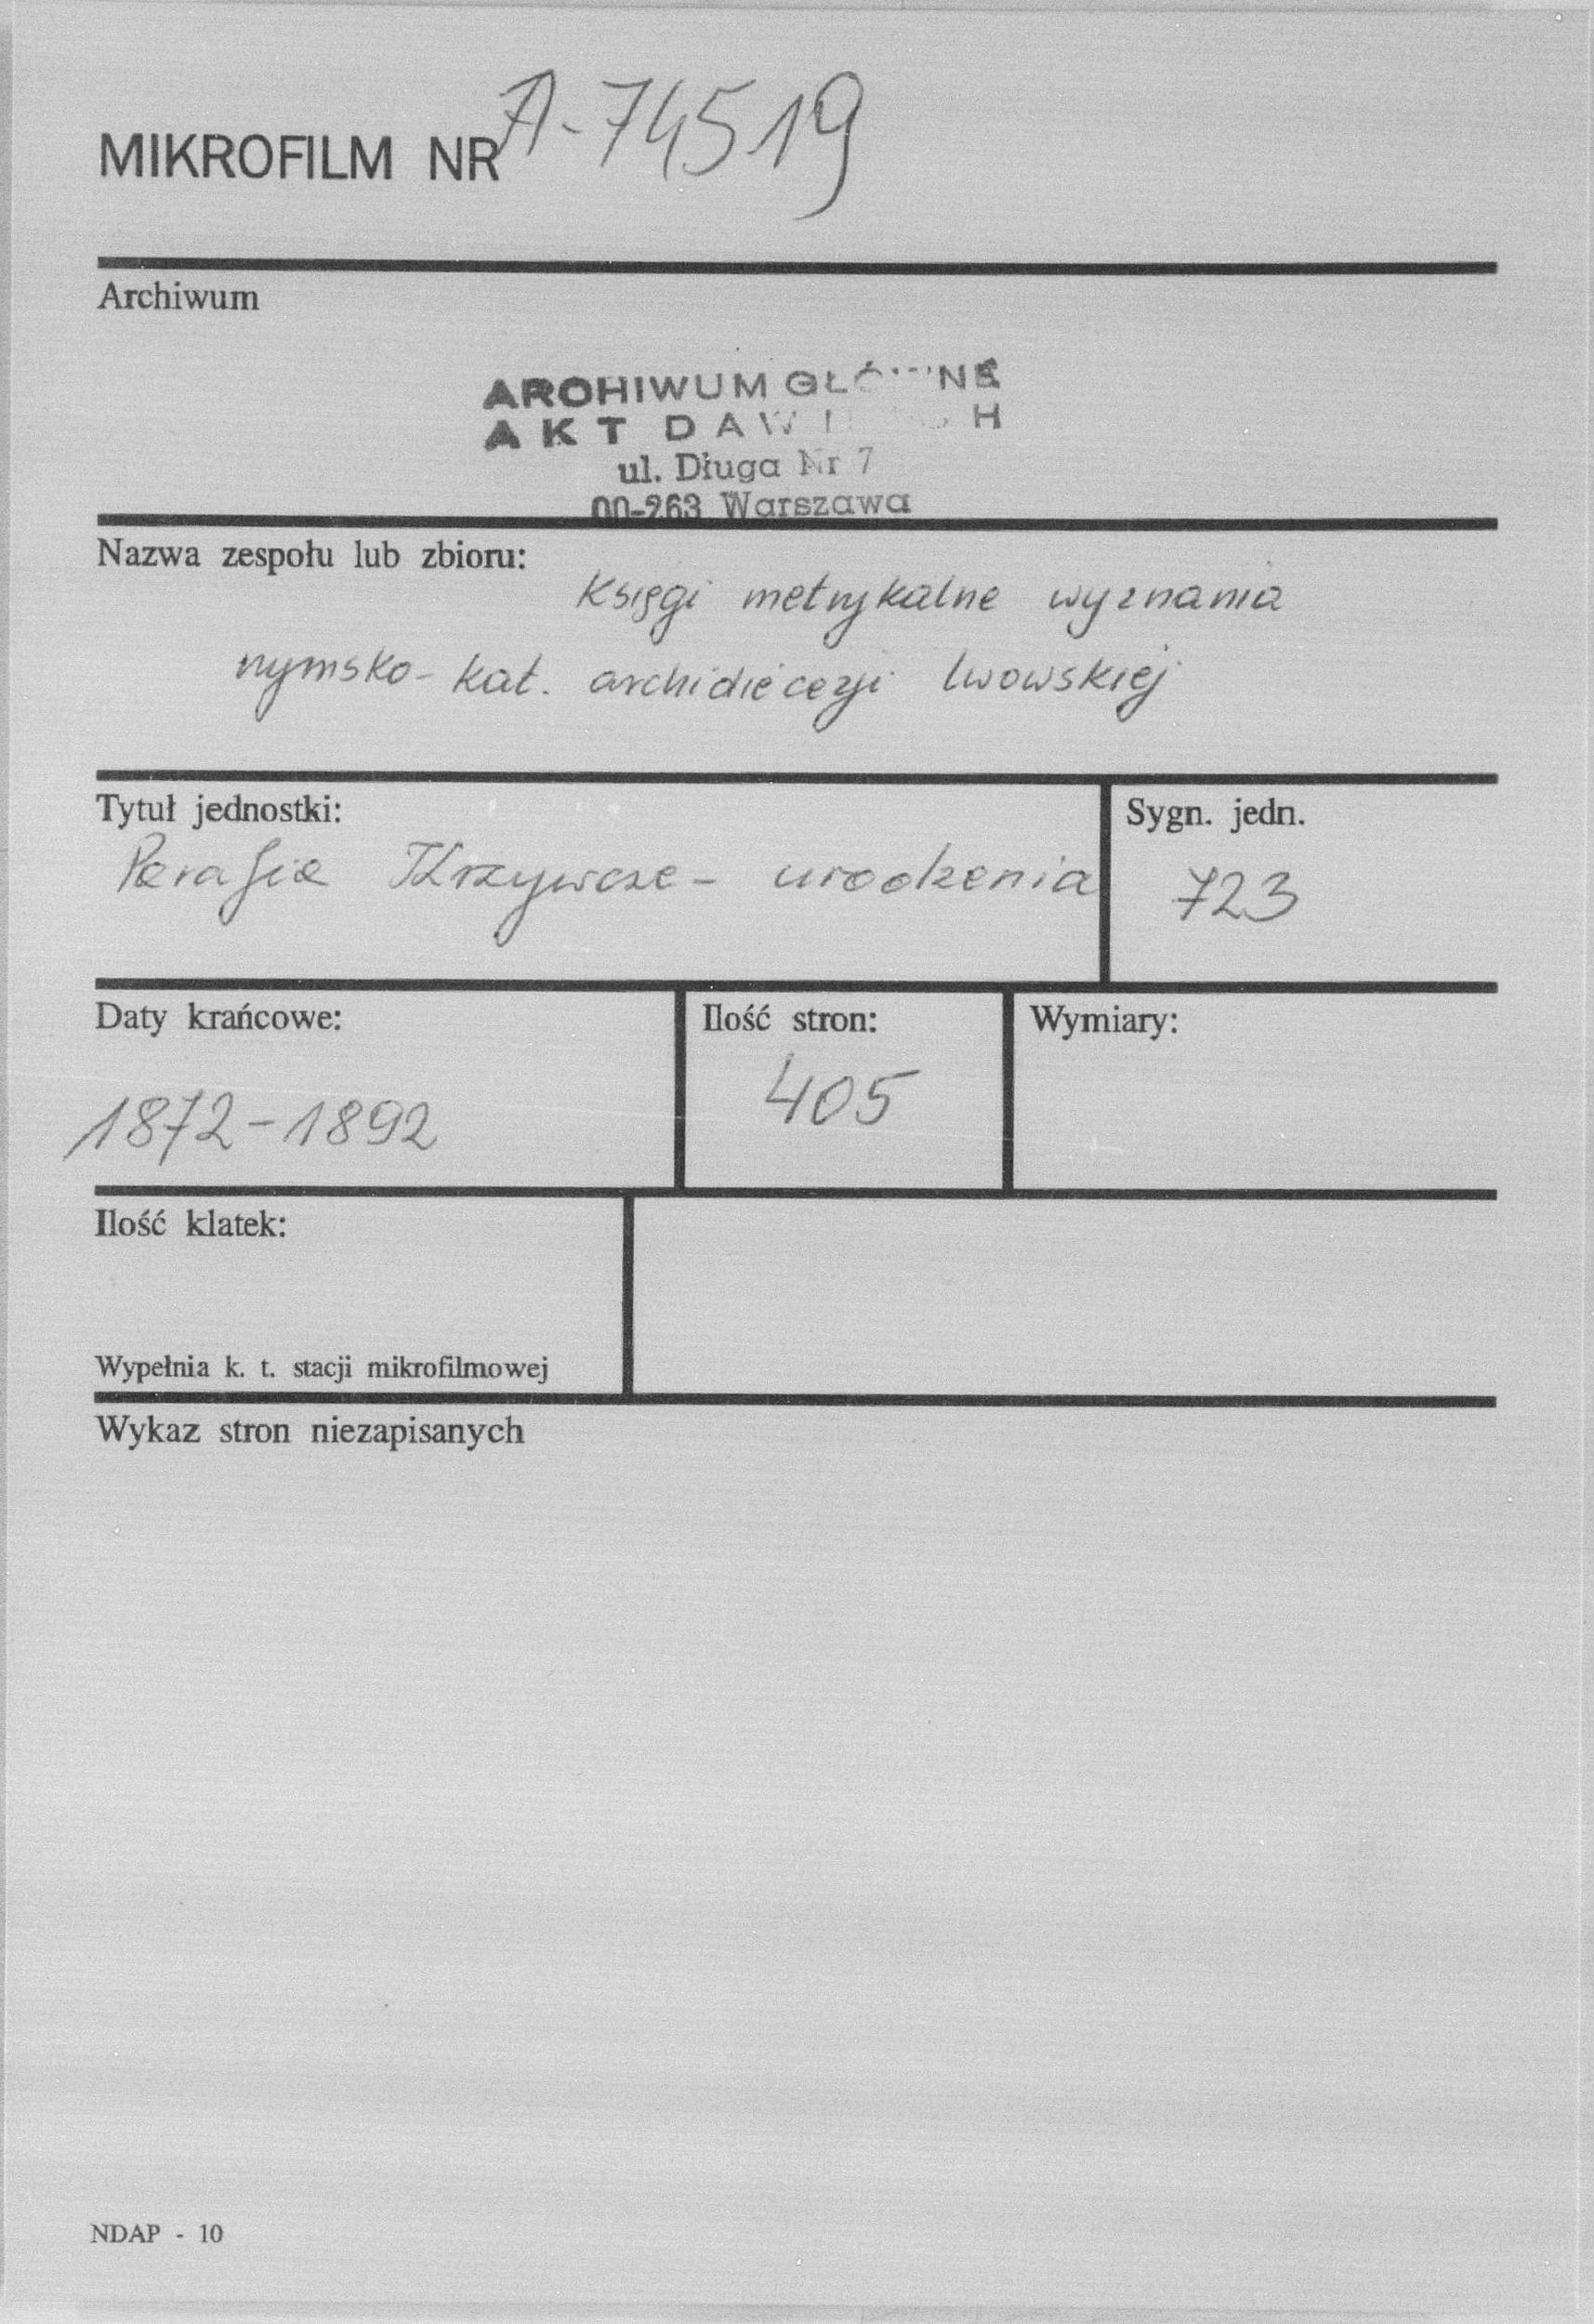 MIKROFILM NR A-74519
Archiwum
ARCHIWUM GŁÓWNE
AKT DAWNYCH
ul. Długa Nr 7
00-263 Warszawa
Nazwa zespołu lub zbioru:
Księgi metrykalne wyznania
rzymsko-kat. archidiecezji lwowskiej
Tytuł jednostki:
Parafia Krzywcze - urodzenia
Sygn. jedn.
723
Daty krańcowe:
1872-1892
Ilość stron:
405
Wymiary:
Ilość klatek:
Wypełnia k. t. stacji mikrofilmowej
Wykaz stron niezapisanych
NDAP - 10